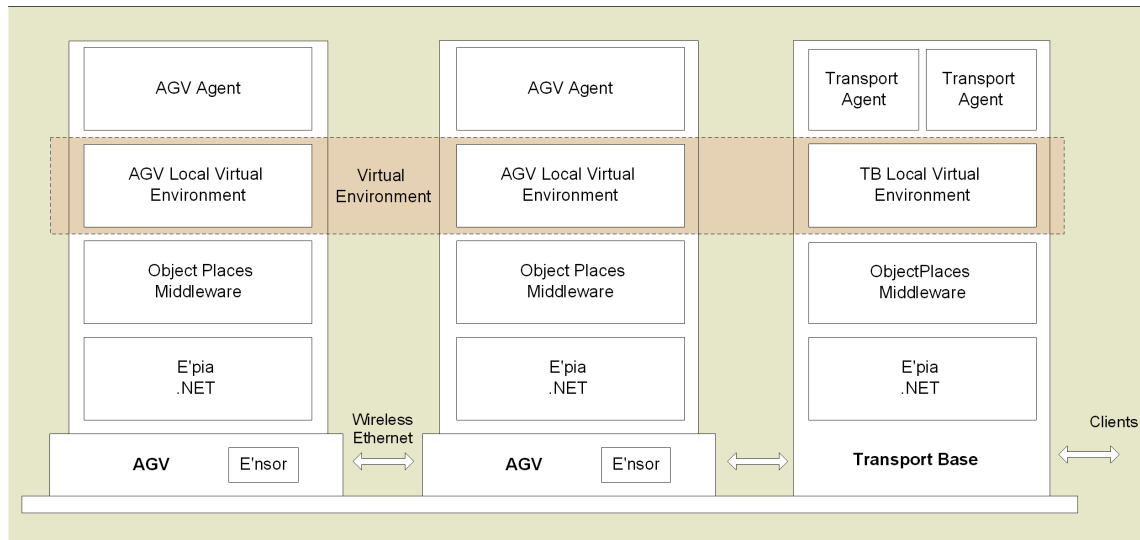 AGV Agent
AGV Agent
Transport
Agent
Transport
Agent
AGV Local Virtual
Environment
Virtual
Environment
AGV Local Virtual
Environment
TB Local Virtual
Environment
Object Places
Middleware
Object Places
Middleware
ObjectPlaces
Middleware
E'pia
.NET
E'pia
.NET
E'pia
.NET
Wireless
Ethernet
Clients
AGV
E'nsor
AGV
E'nsor
Transport Base